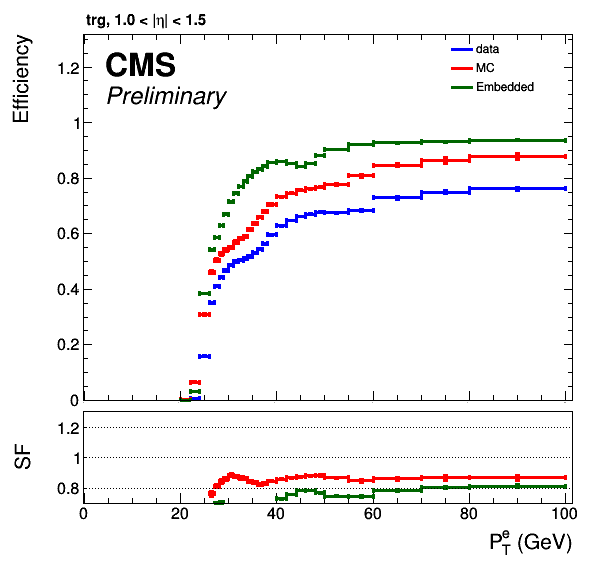 trg, 1.0 < |η| < 1.5
CMS
Preliminary
data
MC
Embedded
Efficiency
1.2
1
0.8
0.6
0.4
0.2
0
SF
1.2
1
0.8
0 20 40 60 80 100
P_T^e (GeV)